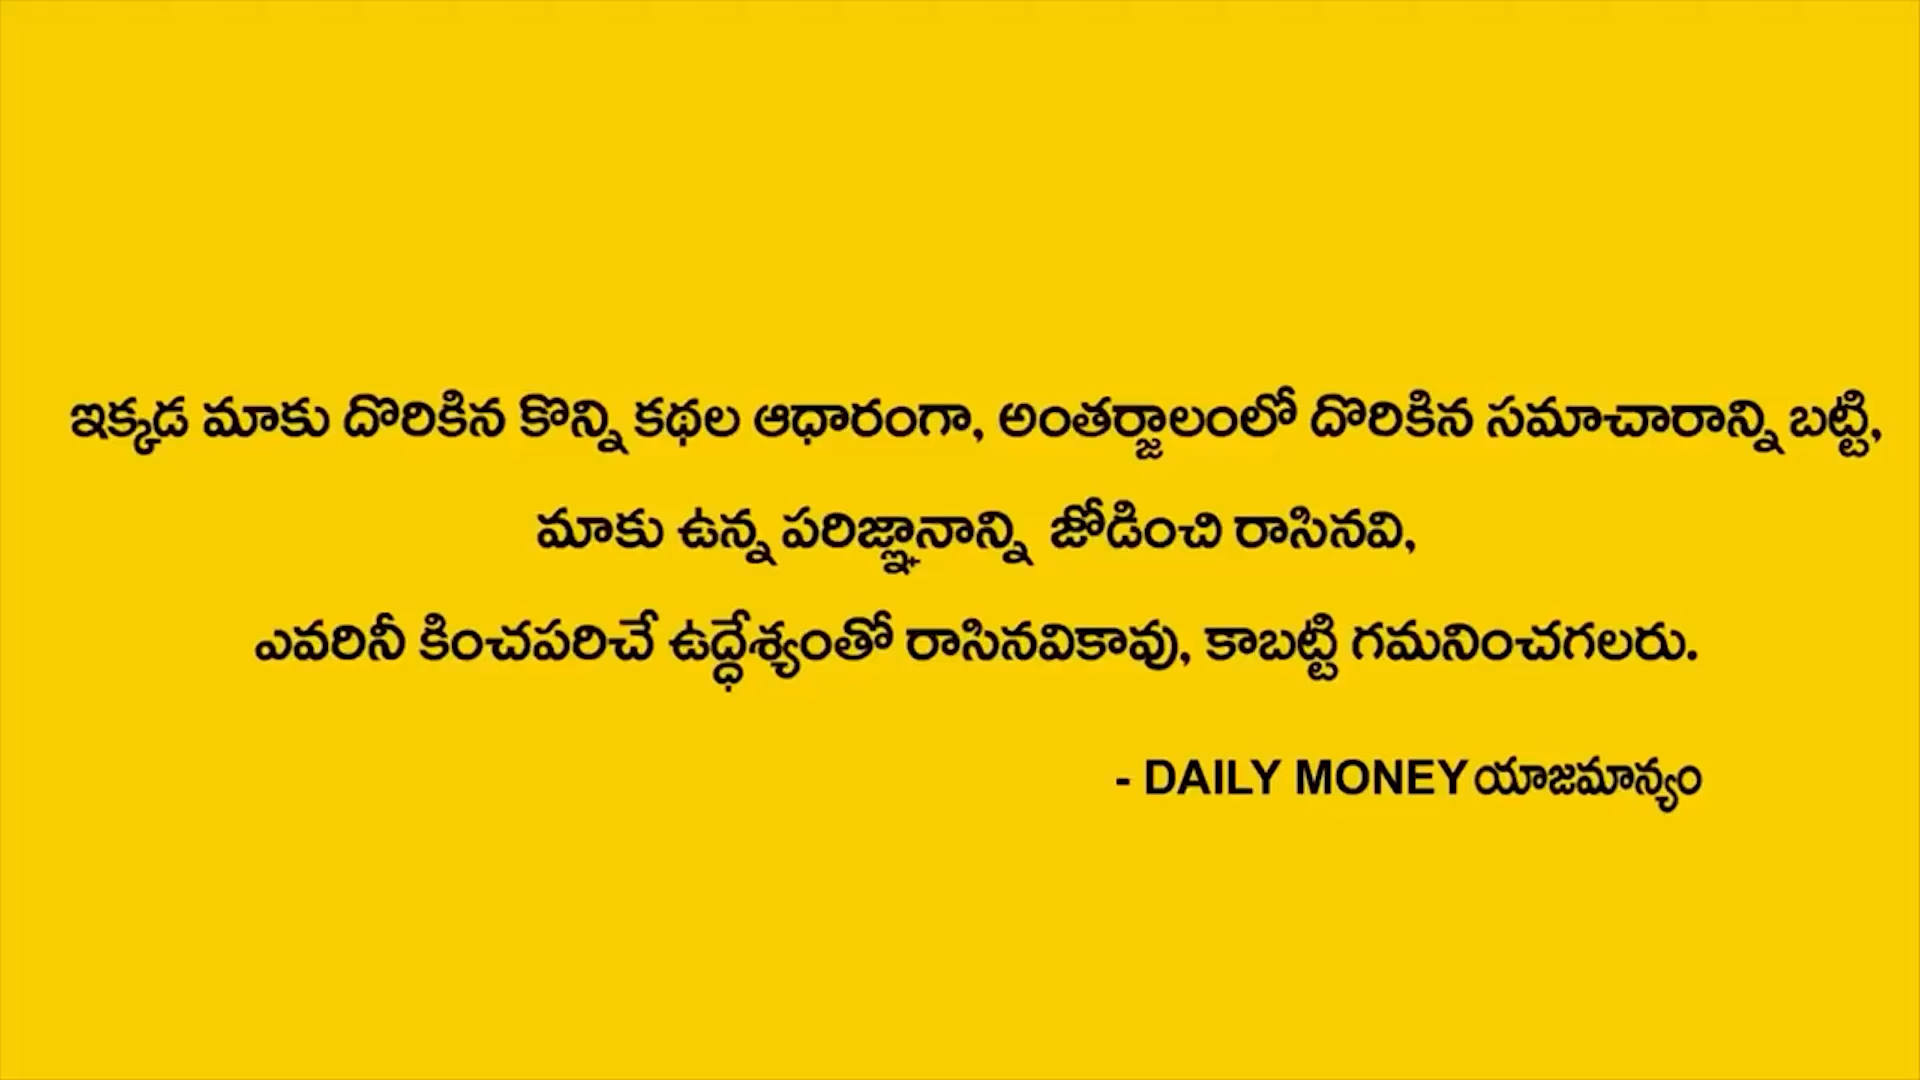 ఇక్కడ మాకు దొరికిన కొన్ని కథల ఆధారంగా, అంతర్జాలంలో దొరికిన సమాచారాన్ని బట్టి,
మాకు ఉన్న పరిజ్ఞానాన్ని జోడించి రాసినవి,
ఎవరినీ కించపరిచే ఉద్ధేశ్యంతో రాసినవికావు, కాబట్టి గమనించగలరు.
- DAILY MONEY యాజమాన్యం